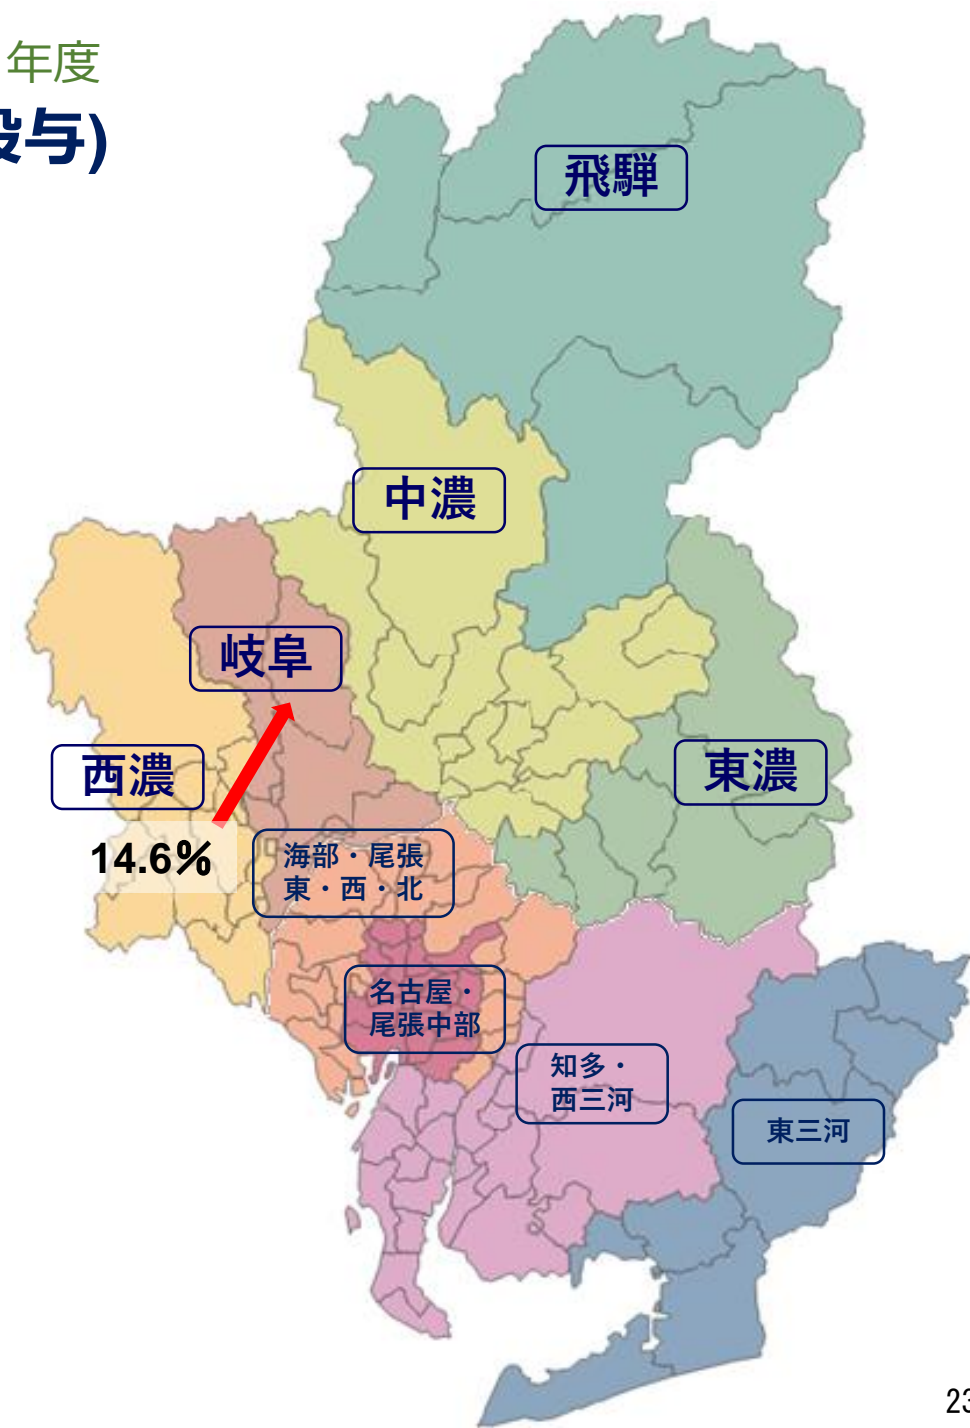 年度
投与)
飛騨
中濃
岐阜
西濃
東濃
14.6%
海部・尾張
東・西・北
名古屋・
尾張中部
知多・
西三河
東三河
23